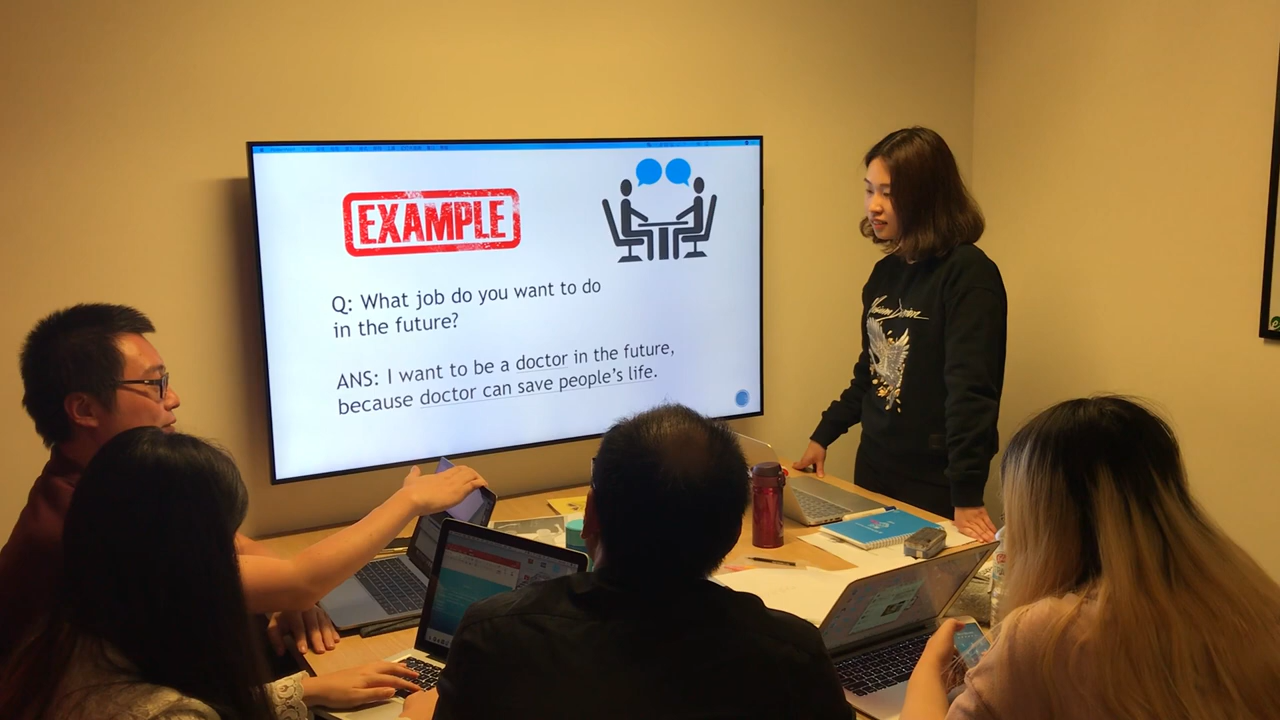 EXAMPLE
Q: What job do you want to do
in the future?
ANS: I want to be a doctor in the future,
because doctor can save people's life.